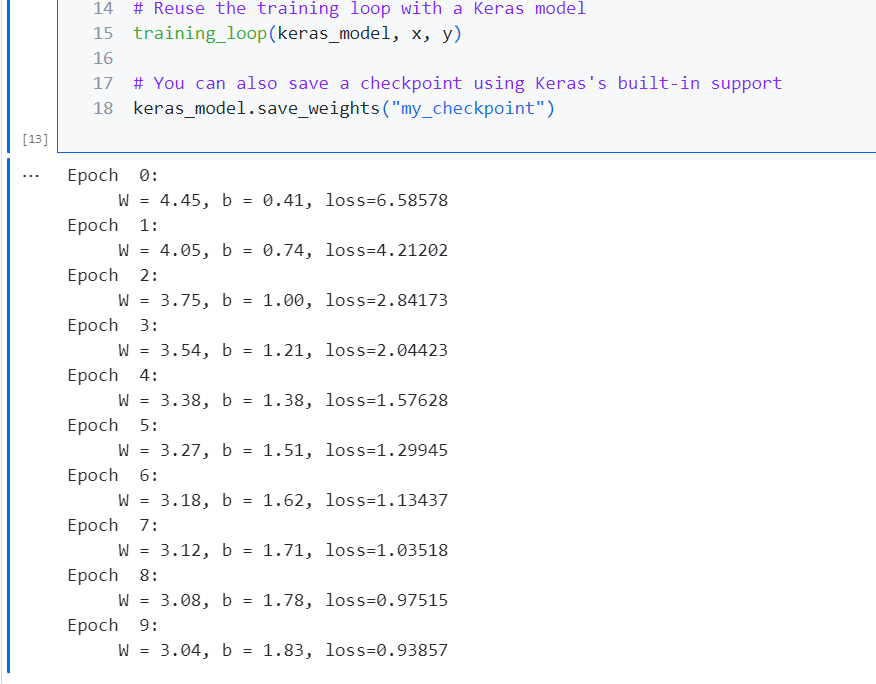 14 # Reuse the training loop with a Keras model
15 training_loop(keras_model, x, y)
16
17 # You can also save a checkpoint using Keras's built-in support
18 keras_model.save_weights("my_checkpoint")
[13]
... Epoch  0:
W = 4.45, b = 0.41, loss=6.58578
Epoch  1:
W = 4.05, b = 0.74, loss=4.21202
Epoch  2:
W = 3.75, b = 1.00, loss=2.84173
Epoch  3:
W = 3.54, b = 1.21, loss=2.04423
Epoch  4:
W = 3.38, b = 1.38, loss=1.57628
Epoch  5:
W = 3.27, b = 1.51, loss=1.29945
Epoch  6:
W = 3.18, b = 1.62, loss=1.13437
Epoch  7:
W = 3.12, b = 1.71, loss=1.03518
Epoch  8:
W = 3.08, b = 1.78, loss=0.97515
Epoch  9:
W = 3.04, b = 1.83, loss=0.93857